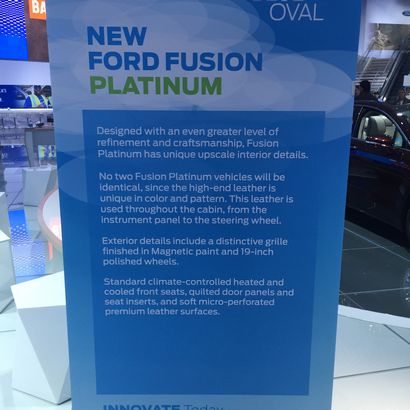 OVAL
BA
NEW
FORD FUSION
PLATINUM
Designed with an even greater level of
refinement and craftsmanship, Fusion
Platinum has unique upscale interior details.
No two Fusion Platinum vehicles will be
identical, since the high-end leather is
unique in color and pattern. This leather is
used throughout the cabin, from the
instrument panel to the steering wheel.
Exterior details include a distinctive grille
finished in Magnetic paint and 19-inch
polished wheels.
Standard climate-controlled heated and
cooled front seats, quilted door panels and
seat inserts, and soft micro-perforated
premium leather surfaces.
INNOVATE Today